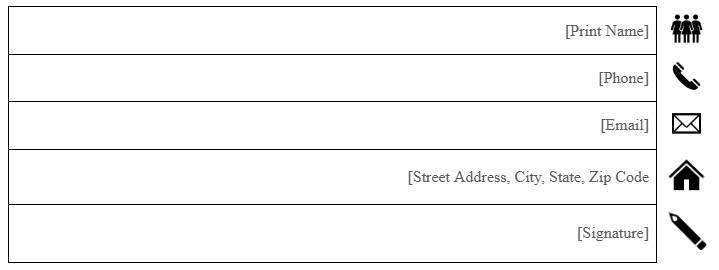 [Print Name]
[Phone]
[Email]
[Street Address, City, State, Zip Code
[Signature]